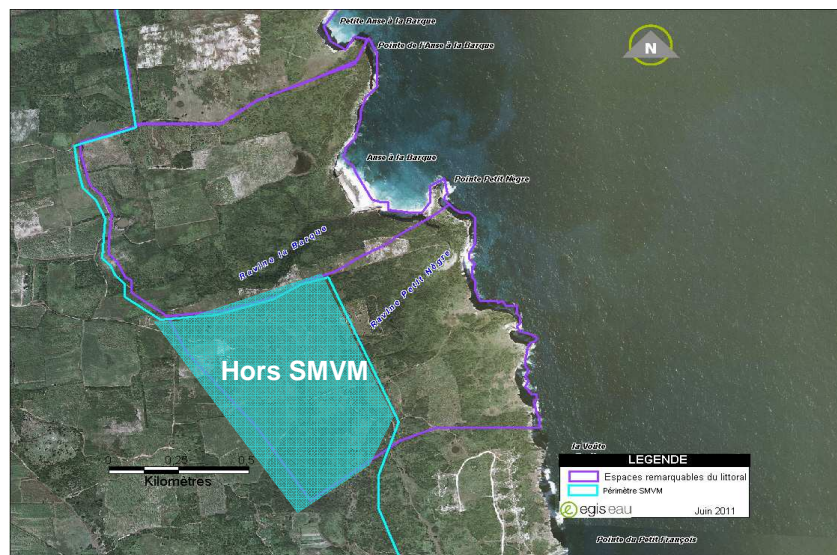 Petite Anse à la Barque
Pointe de l'Anse à la Barque
N
Anse à la Barque
Pointe Petit Nègre
Ravine la Barque
Ravine Petit Nègre
Hors SMVM
0 0,25 0,5
Kilomètres
la Voûte
LEGENDE
Espaces remarquables du littoral
Périmètre SMVM
egis eau
Juin 2011
Pointe du Petit François